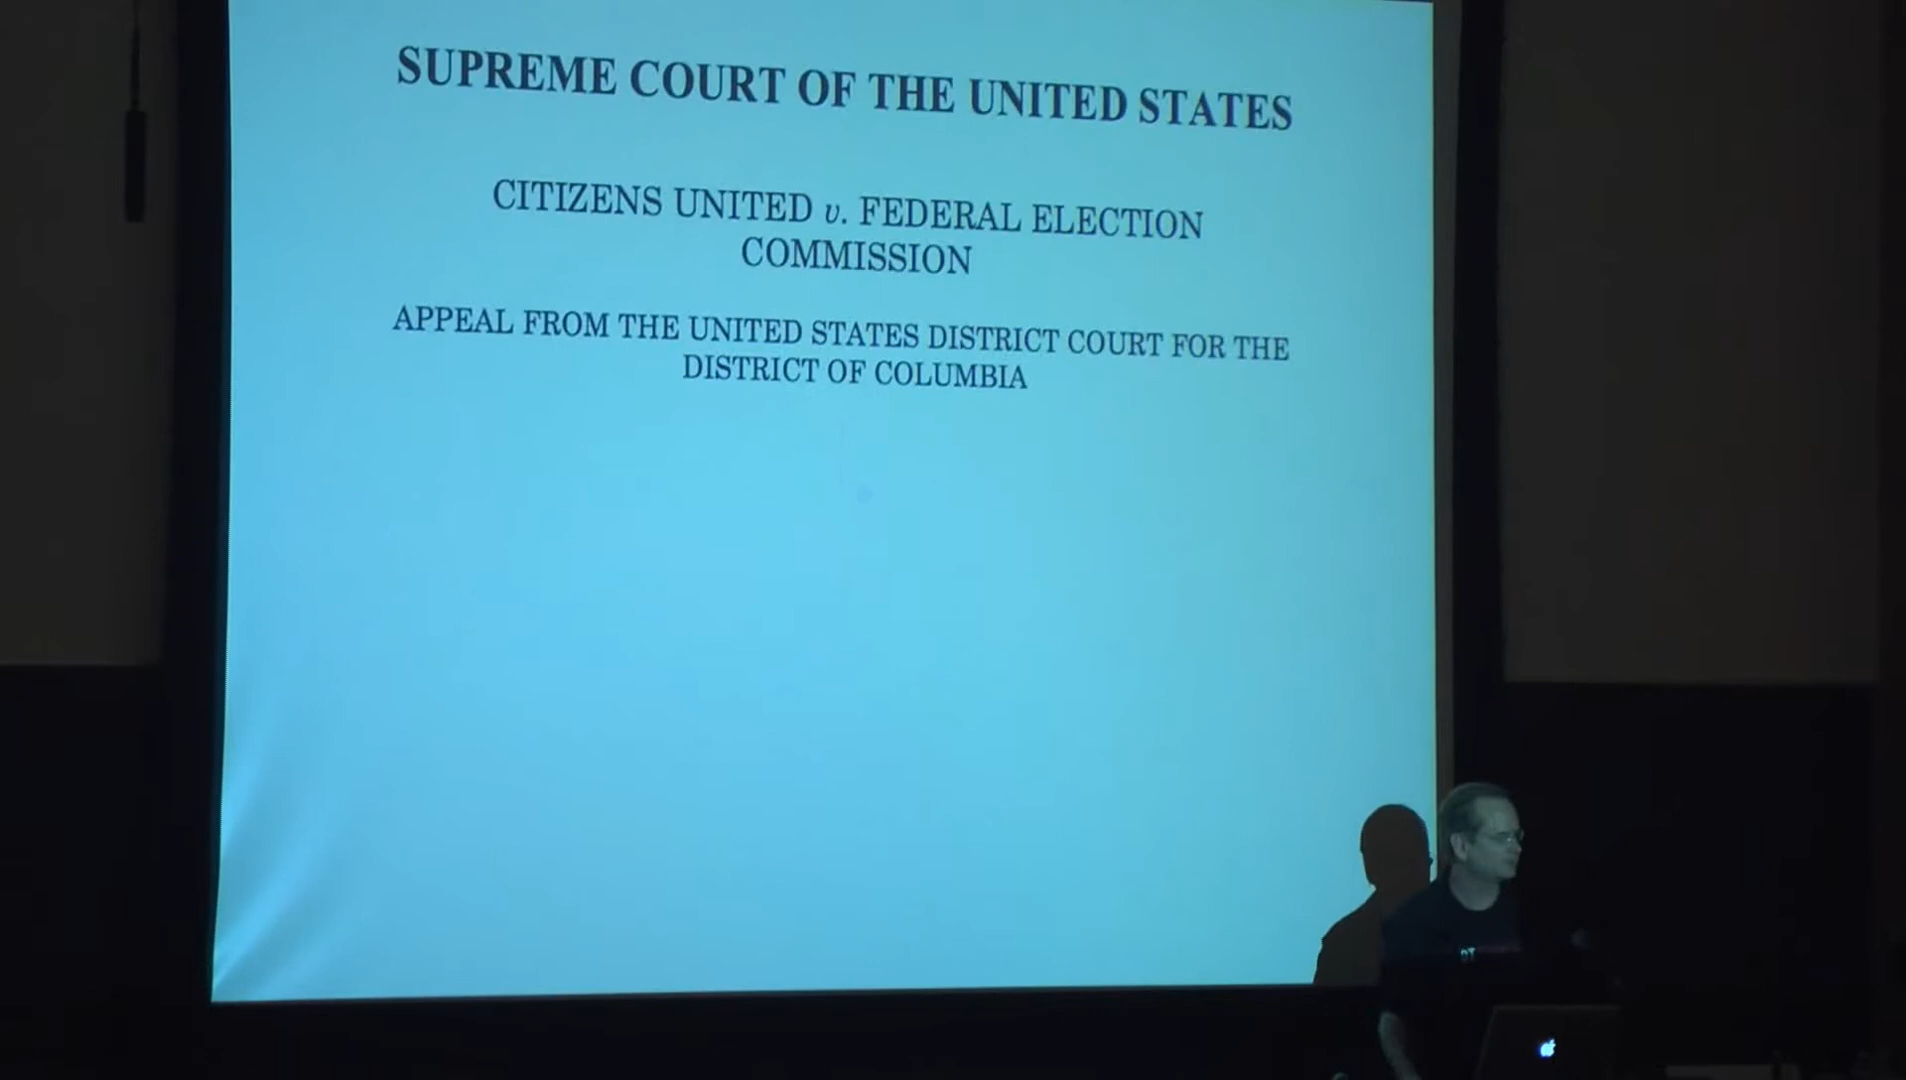 SUPREME COURT OF THE UNITED STATES
CITIZENS UNITED v. FEDERAL ELECTION
COMMISSION
APPEAL FROM THE UNITED STATES DISTRICT COURT FOR THE
DISTRICT OF COLUMBIA